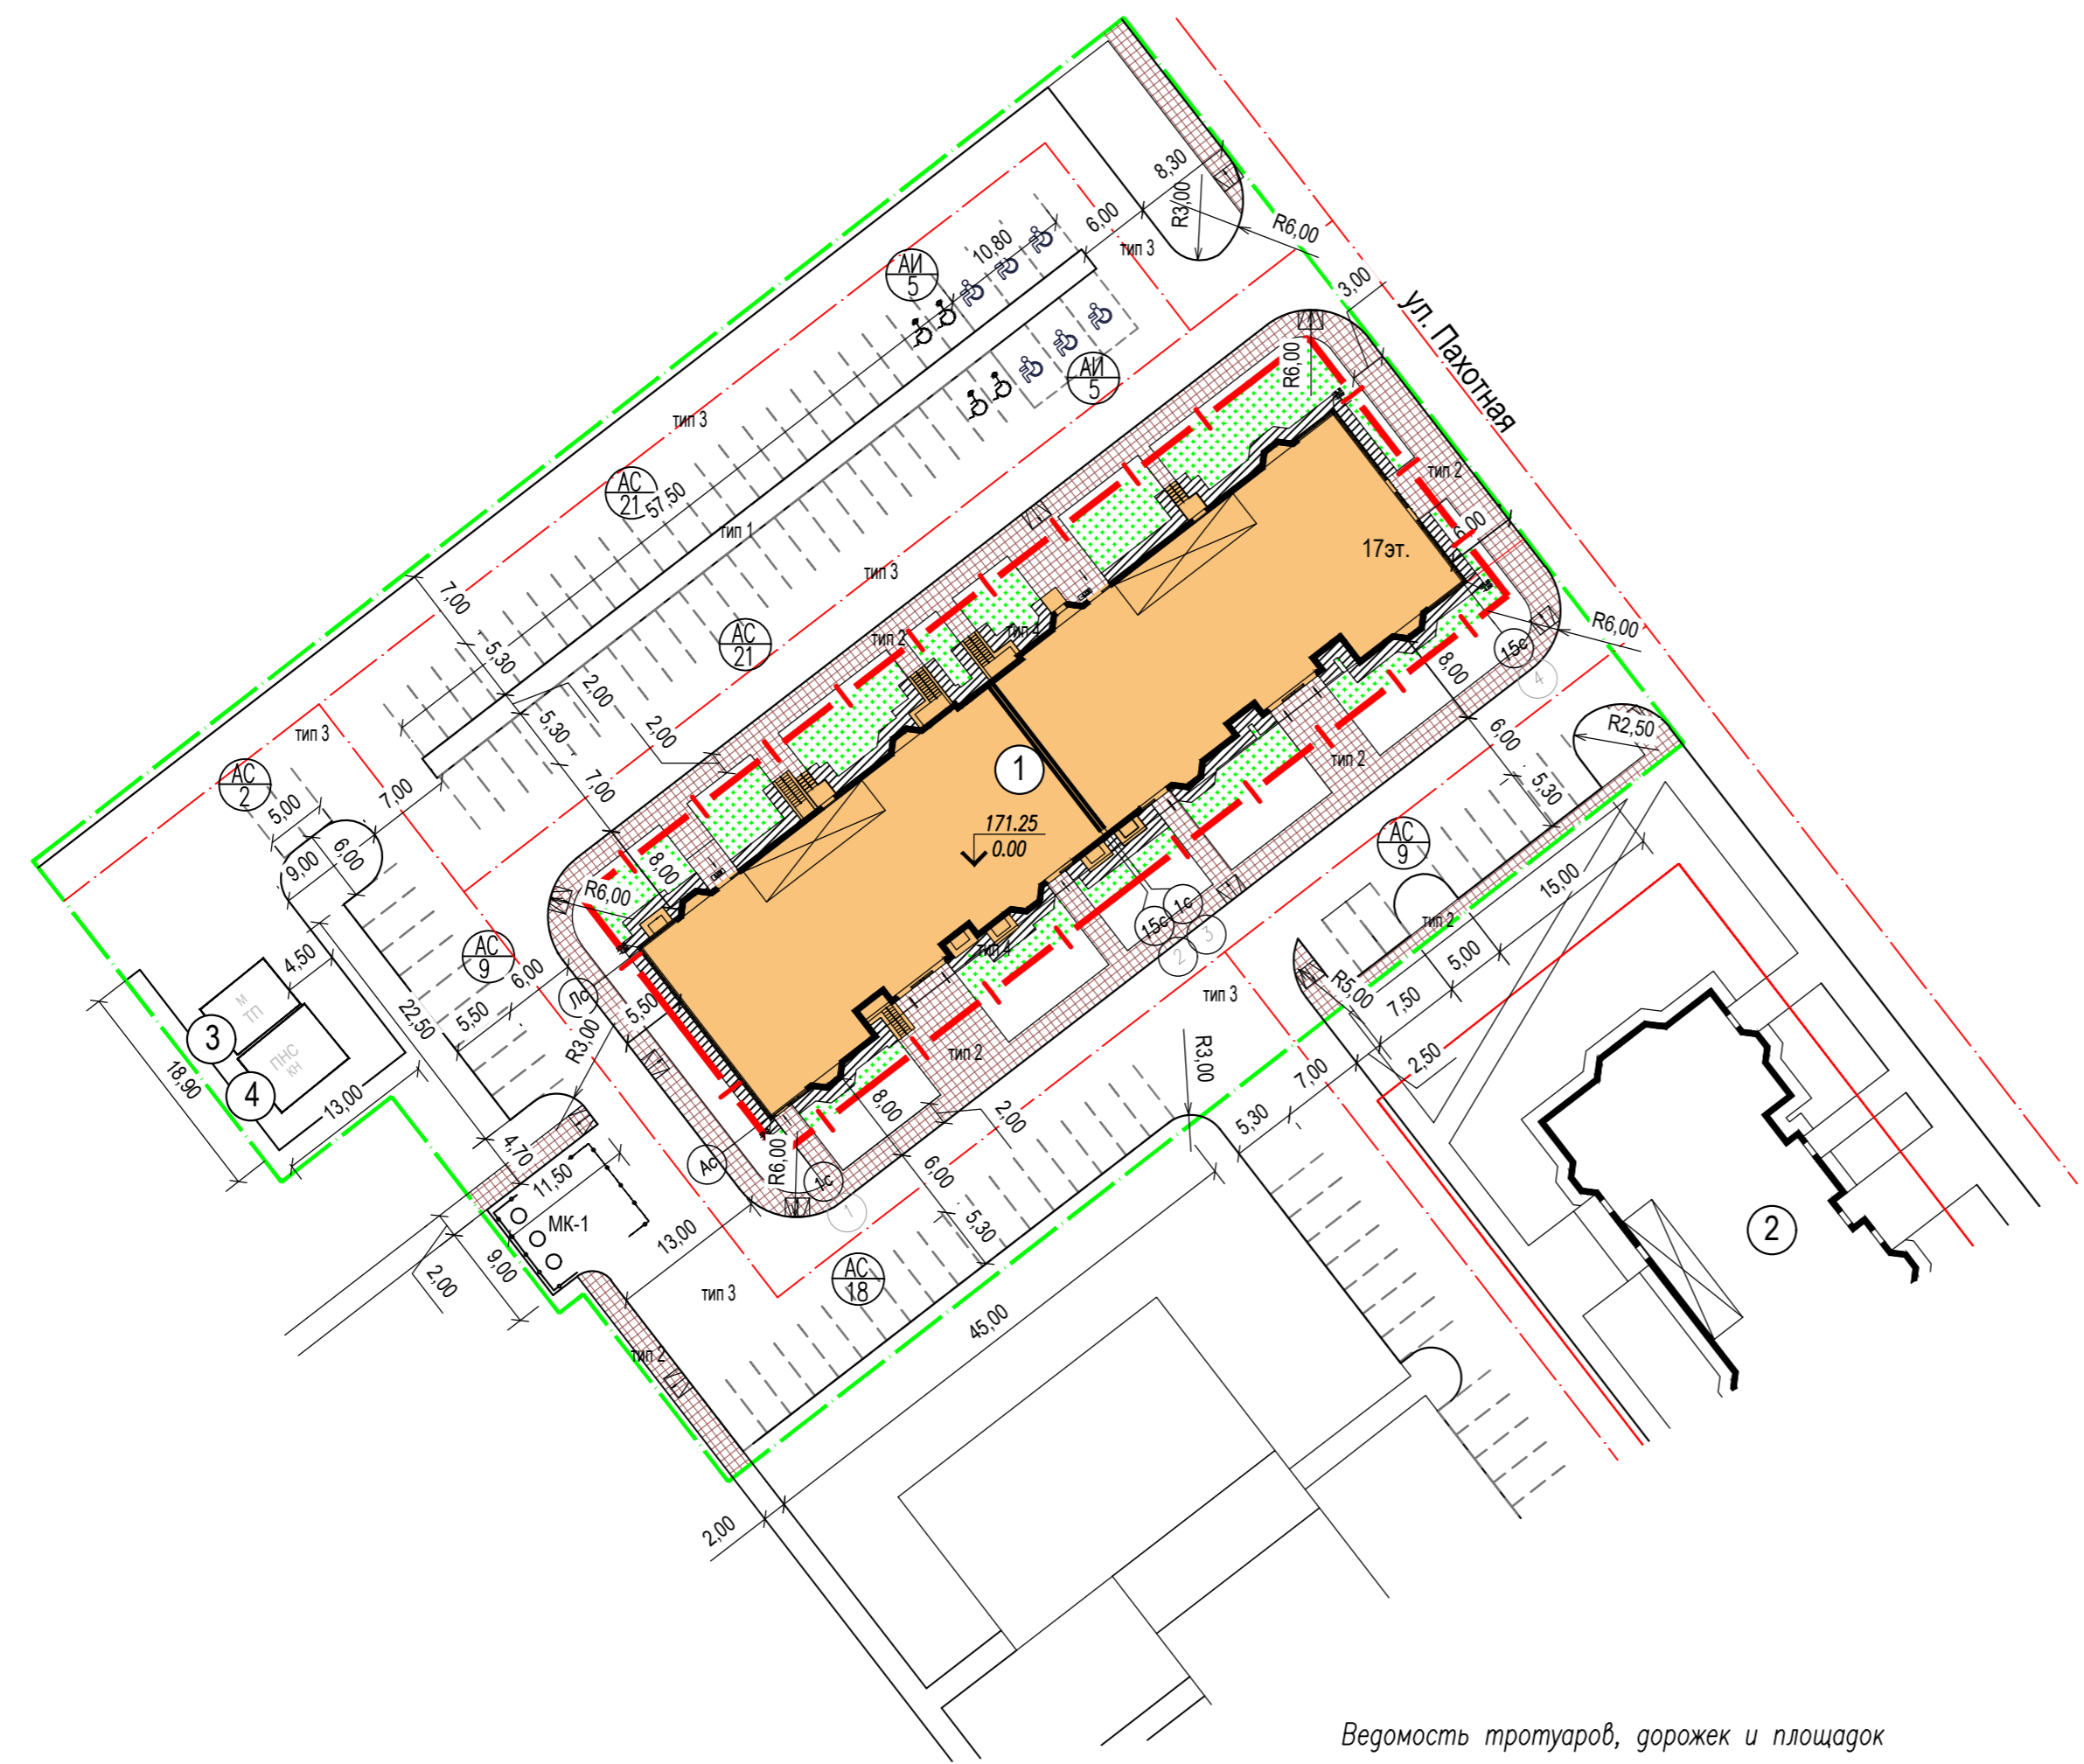 8,30
R3,00
R6,00
6,00
тип 3
10,80
АИ
5
3,00
ул. Пахотная
АИ
5
R6,00
тип 3
АС
21
57,50
тип 1
тип 2
6,00
17эт.
тип 3
7,00
5,30
АС
21
2,00
тип 2
тип 4
15с
R6,00
8,00
4
5,30
2,00
6,00
R2,50
тип 3
АС
2
5,00
7,00
7,00
1
тип 2
5,30
171.25
0.00
АС
9
9,00
6,00
8,00
R6,00
15,00
1с
15с
3
2
тип 2
АС
9
4,50
6,00
Лс
5,50
тип 4
5,00
R5,00
7,50
тип 3
М
ТП
3
22,50
5,50
R3,00
тип 2
R3,00
2,50
ПНС
КН
4
18,90
13,00
7,00
8,00
2,00
5,30
4,70
11,50
Ас
R6,00
1с
1
6,00
МК-1
13,00
5,30
2
9,00
2,00
АС
18
тип 3
45,00
тип 2
2,00
Ведомость тротуаров, дорожек и площадок